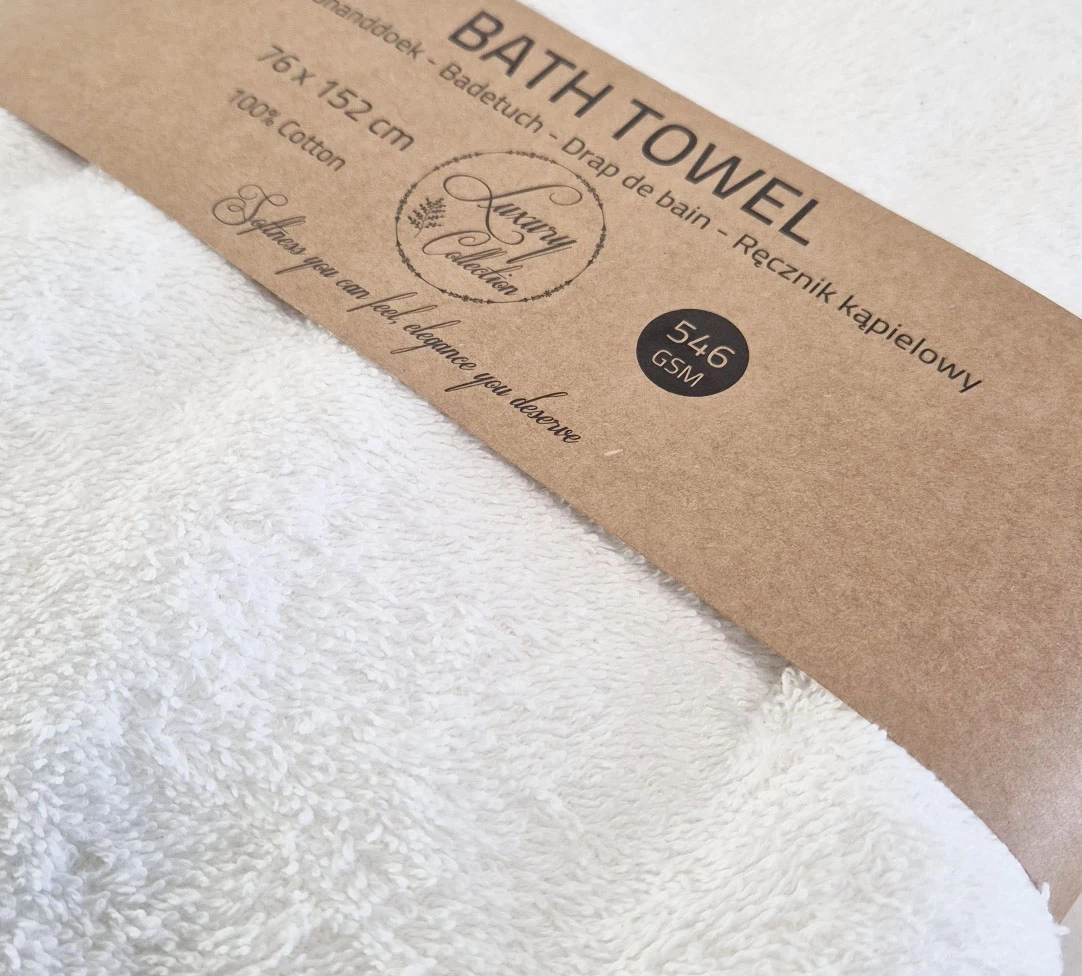 BATH TOWEL
- Badetuch - Drap de bain - Ręcznik kąpielowy
76 x 152 cm
100% Cotton
Luxury
Collection
Softness you can feel, elegance you deserve
546
GSM